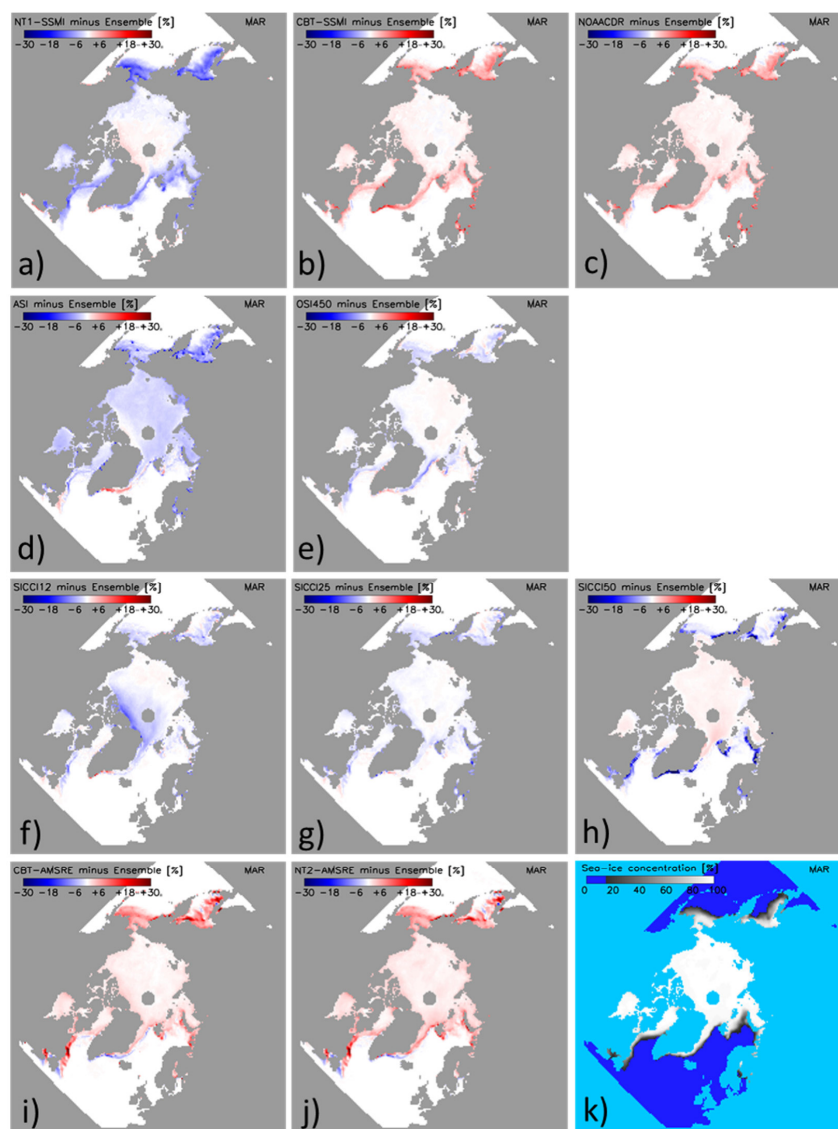 NT1-SSMI minus Ensemble [%] MAR
-30 -18 -6 +6 +18 +30
a)
CBT-SSMI minus Ensemble [%] MAR
-30 -18 -6 +6 +18 +30
b)
NOAACDR minus Ensemble [%] MAR
-30 -18 -6 +6 +18 +30
c)
ASI minus Ensemble [%] MAR
-30 -18 -6 +6 +18 +30
d)
OSI450 minus Ensemble [%] MAR
-30 -18 -6 +6 +18 +30
e)
SICCI12 minus Ensemble [%] MAR
-30 -18 -6 +6 +18 +30
f)
SICCI25 minus Ensemble [%] MAR
-30 -18 -6 +6 +18 +30
g)
SICCI50 minus Ensemble [%] MAR
-30 -18 -6 +6 +18 +30
h)
CBT-AMSRE minus Ensemble [%] MAR
-30 -18 -6 +6 +18 +30
i)
NT2-AMSRE minus Ensemble [%] MAR
-30 -18 -6 +6 +18 +30
j)
Sea-ice concentration [%] MAR
0 20 40 60 80 100
k)